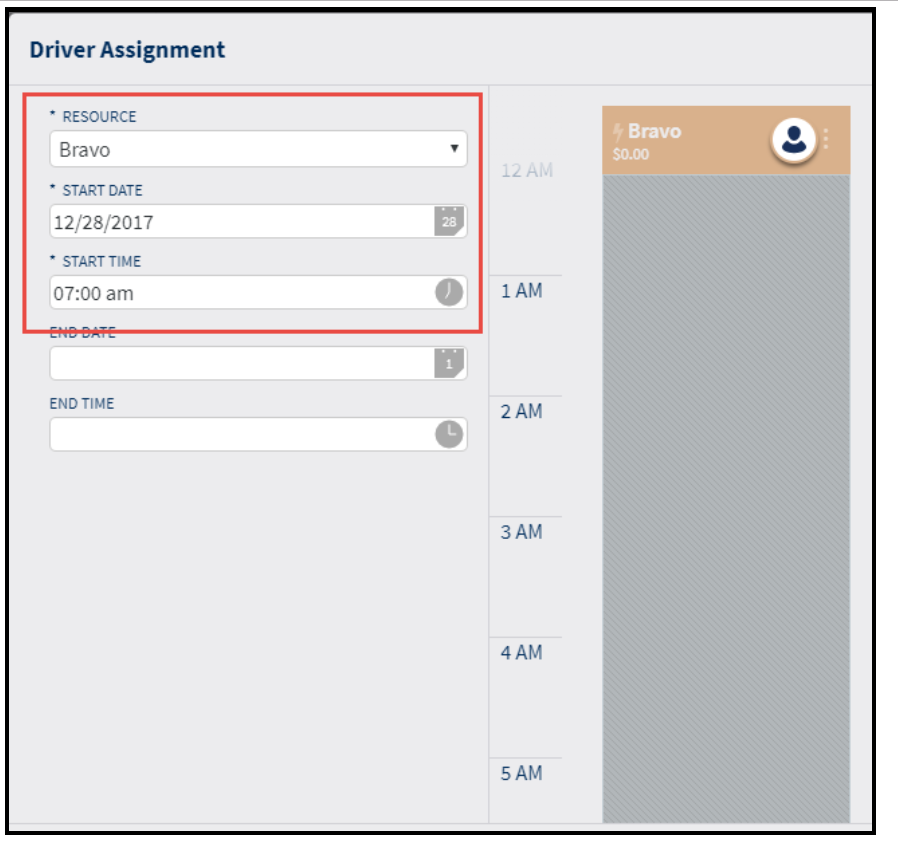 Driver Assignment
* RESOURCE
Bravo
* START DATE
12/28/2017
28
* START TIME
07:00 am
END DATE
1
END TIME
12 AM
1 AM
2 AM
3 AM
4 AM
5 AM
Bravo
$0.00